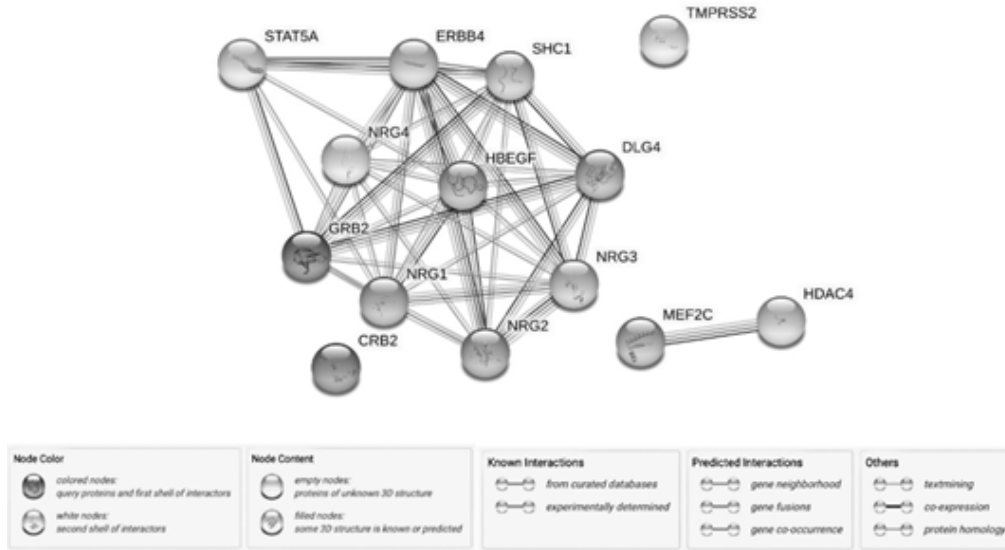 TMPRSS2
STAT5A
ERBB4
SHC1
NRG4
HBEGF
DLG4
GRB2
NRG1
NRG3
NRG2
CRB2
MEF2C
HDAC4
Node Color
colored nodes:
query proteins and first shell of interactors
white nodes:
second shell of interactors
Node Content
empty nodes:
proteins of unknown 3D structure
filled nodes:
some 3D structure is known or predicted
Known Interactions
from curated databases
experimentally determined
Predicted Interactions
gene neighborhood
gene fusions
gene co-occurrence
Others
textmining
co-expression
protein homology